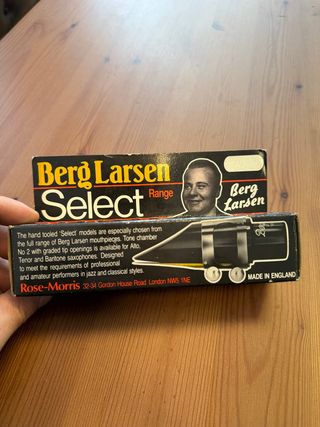 Berg Larsen
Select Range
Berg
Larsen
The hand tooled 'Select' models are especially chosen from
the full range of Berg Larsen mouthpieces. Tone chamber
No 2 with graded tip openings is available for Alto,
Tenor and Baritone saxophones. Designed
to meet the requirements of professional
and amateur performers in jazz and classical styles.
Rose-Morris 32-34 Gordon House Road, London NW5 1NE
MADE IN ENGLAND